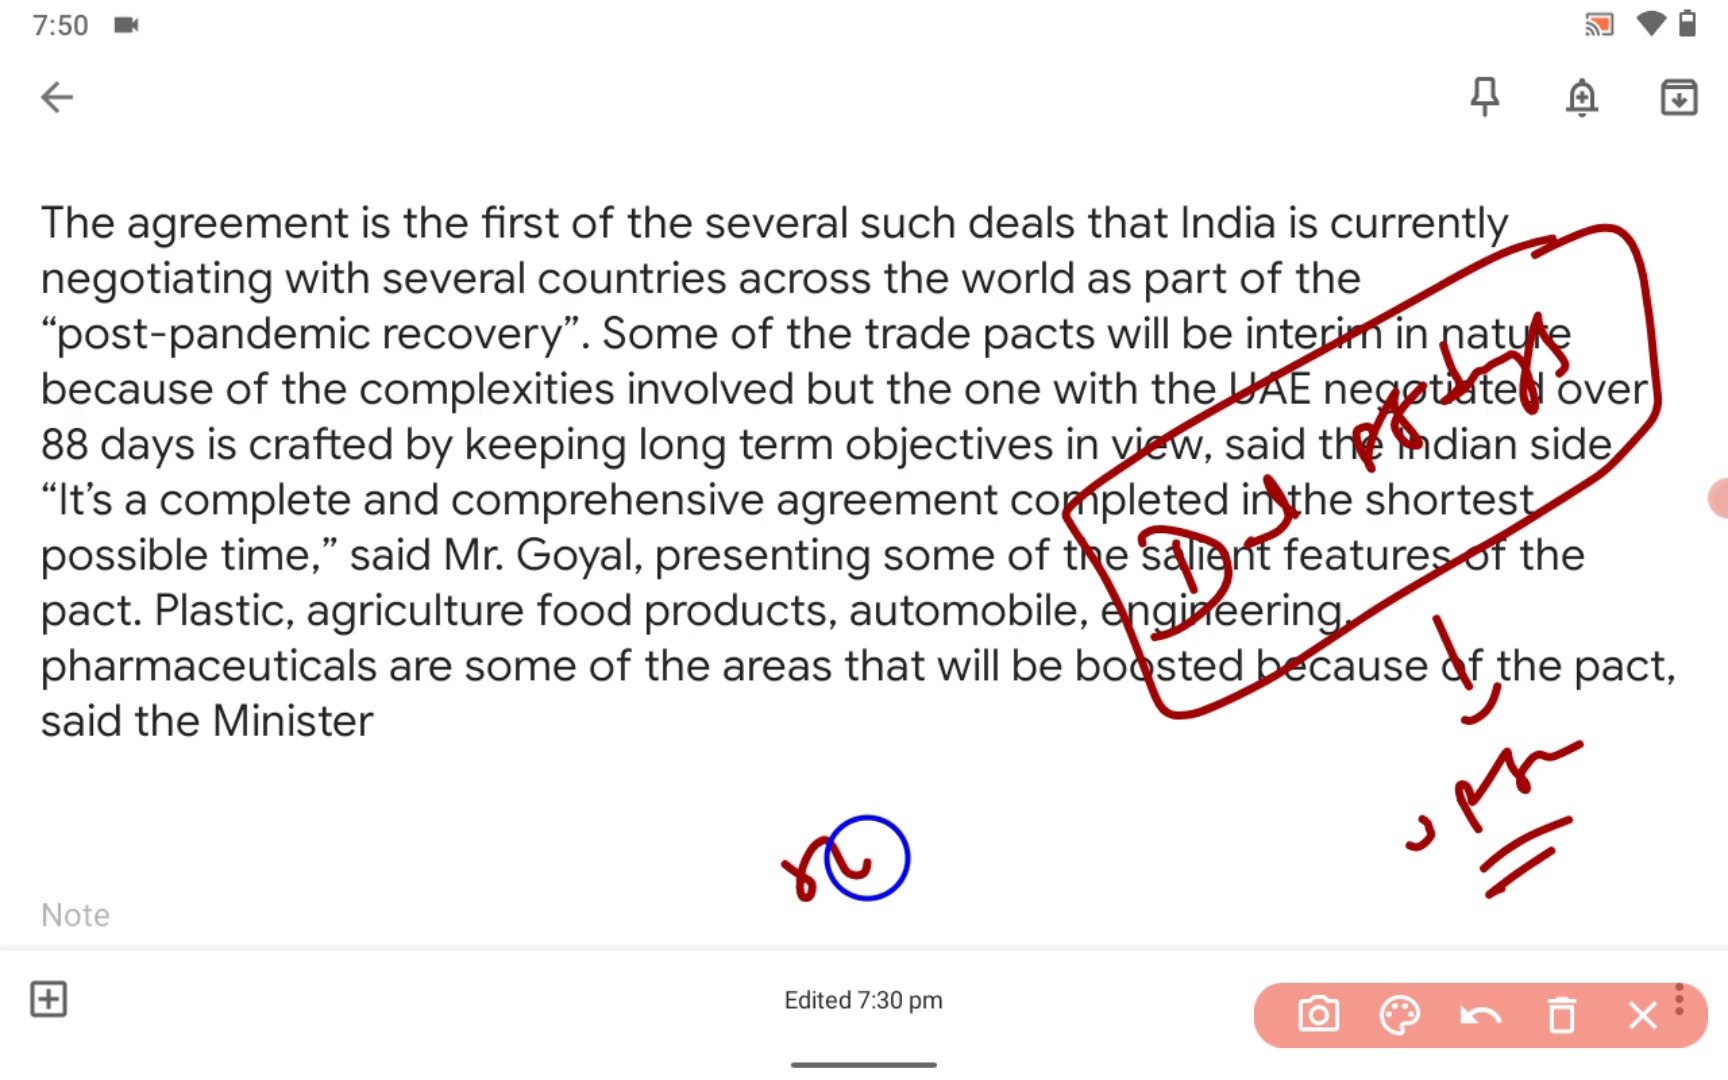 7:50
The agreement is the first of the several such deals that India is currently
negotiating with several countries across the world as part of the
“post-pandemic recovery”. Some of the trade pacts will be interim in nature
because of the complexities involved but the one with the UAE negotiated over
88 days is crafted by keeping long term objectives in view, said the Indian side
“It’s a complete and comprehensive agreement completed in the shortest
possible time,” said Mr. Goyal, presenting some of the salient features of the
pact. Plastic, agriculture food products, automobile, engineering,
pharmaceuticals are some of the areas that will be boosted because of the pact,
said the Minister
Note
Edited 7:30 pm